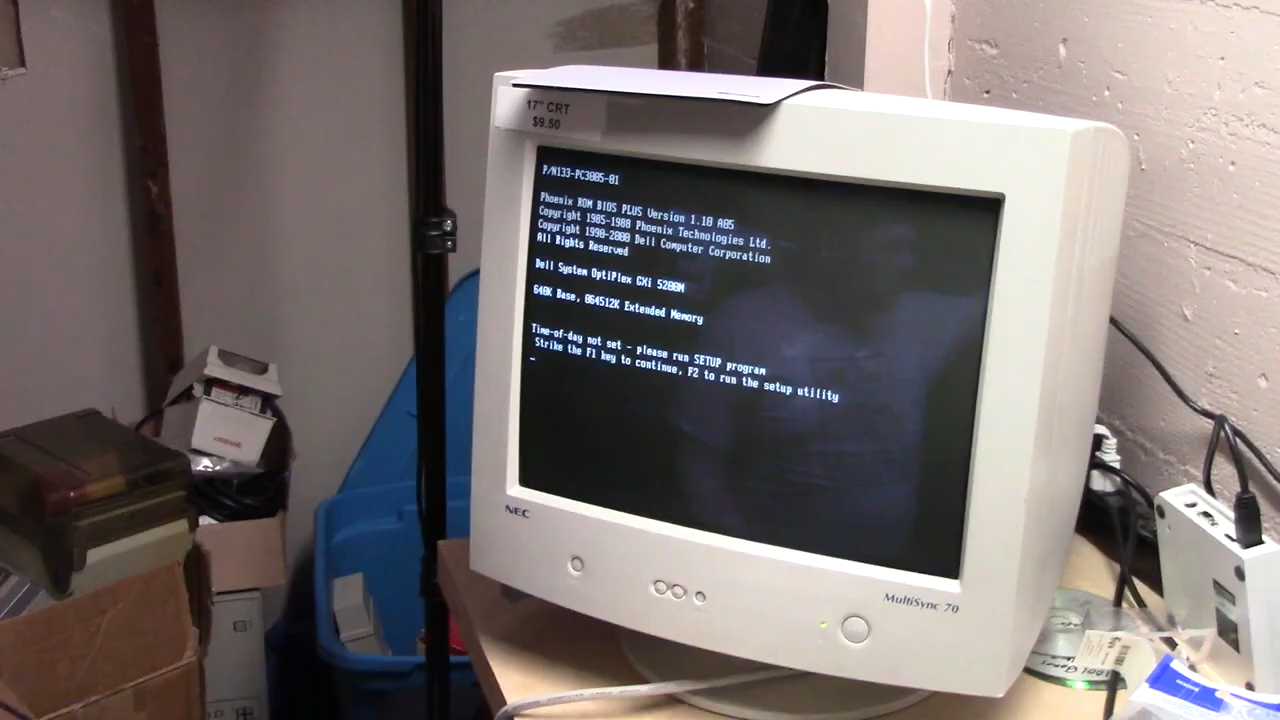 17" CRT
$9.50
P/N133-PC3005-01
Phoenix ROM BIOS PLUS Version 1.10 A05
Copyright 1985-1988 Phoenix Technologies Ltd.
Copyright 1990-2000 Dell Computer Corporation
All Rights Reserved
Dell System OptiPlex GXi 5200M
640K Base, 064512K Extended Memory
Time-of-day not set - please run SETUP program
Strike the F1 key to continue, F2 to run the setup utility
NEC
MultiSync 70